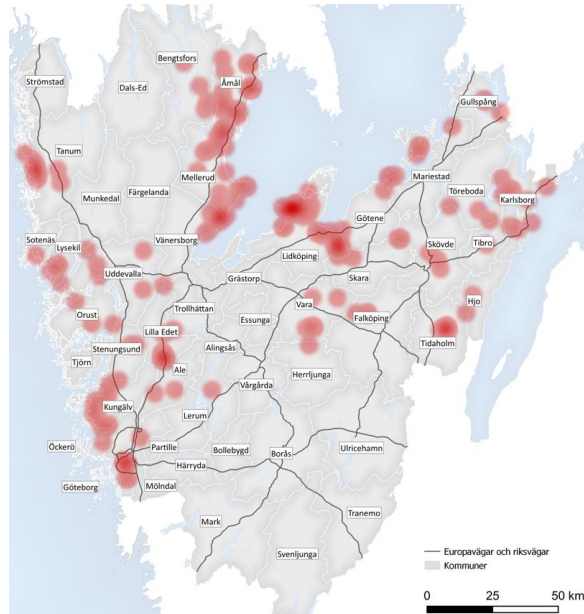 Bengtsfors
Strömstad
Åmål
Dals-Ed
Gullspång
Tanum
Mellerud
Mariestad
Töreboda
Färgelanda
Munkedal
Karlsborg
Götene
Vänersborg
Sotenäs
Lysekil
Skövde
Tibro
Lidköping
Uddevalla
Grästorp
Skara
Hjo
Vara
Trollhättan
Orust
Essunga
Falköping
Lilla Edet
Tidaholm
Stenungsund
Alingsås
Tjörn
Ale
Herrljunga
Vårgårda
Kungälv
Lerum
Öckerö
Partille
Bollebygd
Ulricehamn
Borås
Härryda
Göteborg
Mölndal
Tranemo
Mark
Svenljunga
Europavägar och riksvägar
Kommuner
0 25 50 km